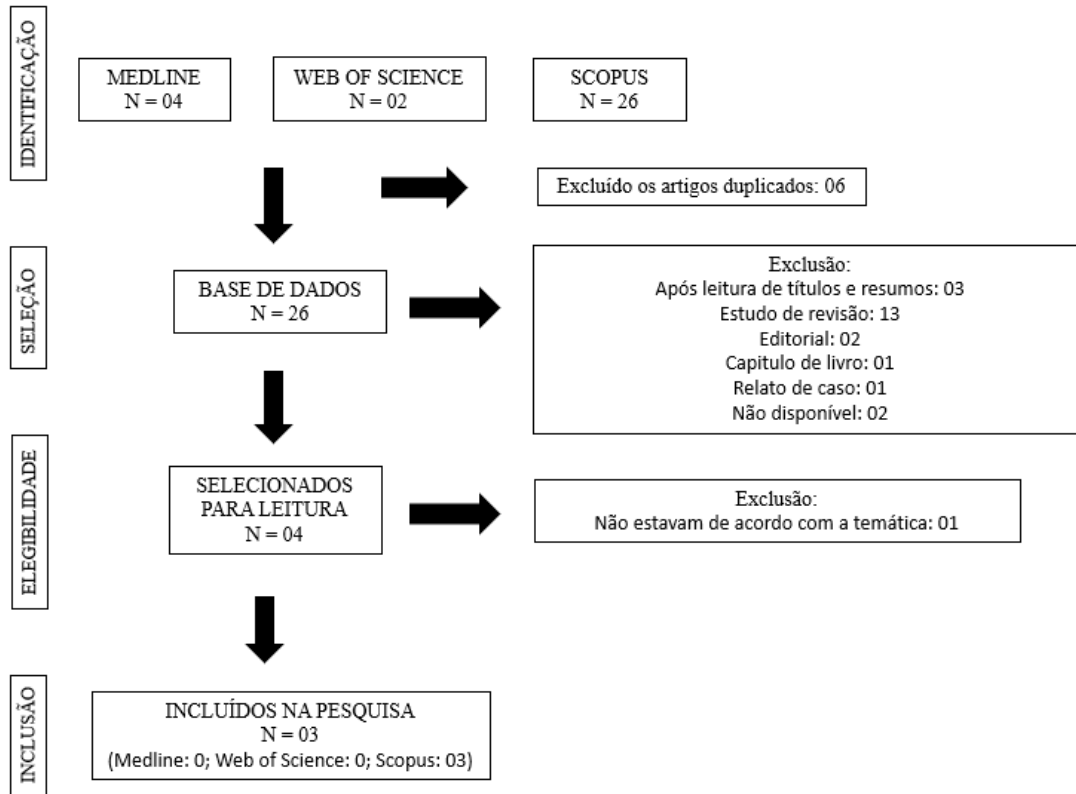 IDENTIFICAÇÃO
MEDLINE
N = 04
WEB OF SCIENCE
N = 02
SCOPUS
N = 26
Excluído os artigos duplicados: 06
SELEÇÃO
BASE DE DADOS
N = 26
Exclusão:
Após leitura de títulos e resumos: 03
Estudo de revisão: 13
Editorial: 02
Capitulo de livro: 01
Relato de caso: 01
Não disponível: 02
ELEGIBILIDADE
SELECIONADOS
PARA LEITURA
N = 04
Exclusão:
Não estavam de acordo com a temática: 01
INCLUSÃO
INCLUÍDOS NA PESQUISA
N = 03
(Medline: 0; Web of Science: 0; Scopus: 03)